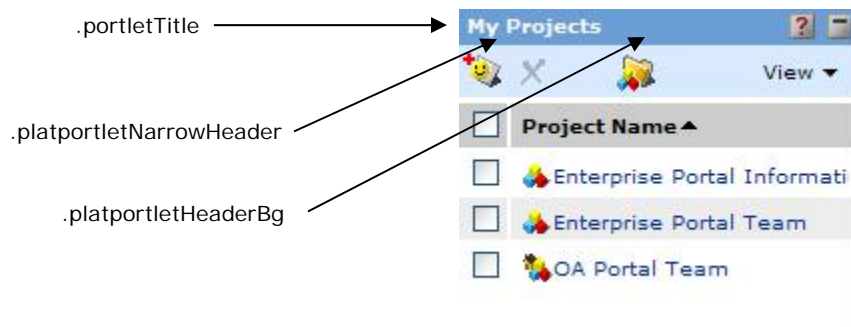 .portletTitle
My Projects
?
View
.platportletNarrowHeader
Project Name
Enterprise Portal Informati
.platportletHeaderBg
Enterprise Portal Team
OA Portal Team